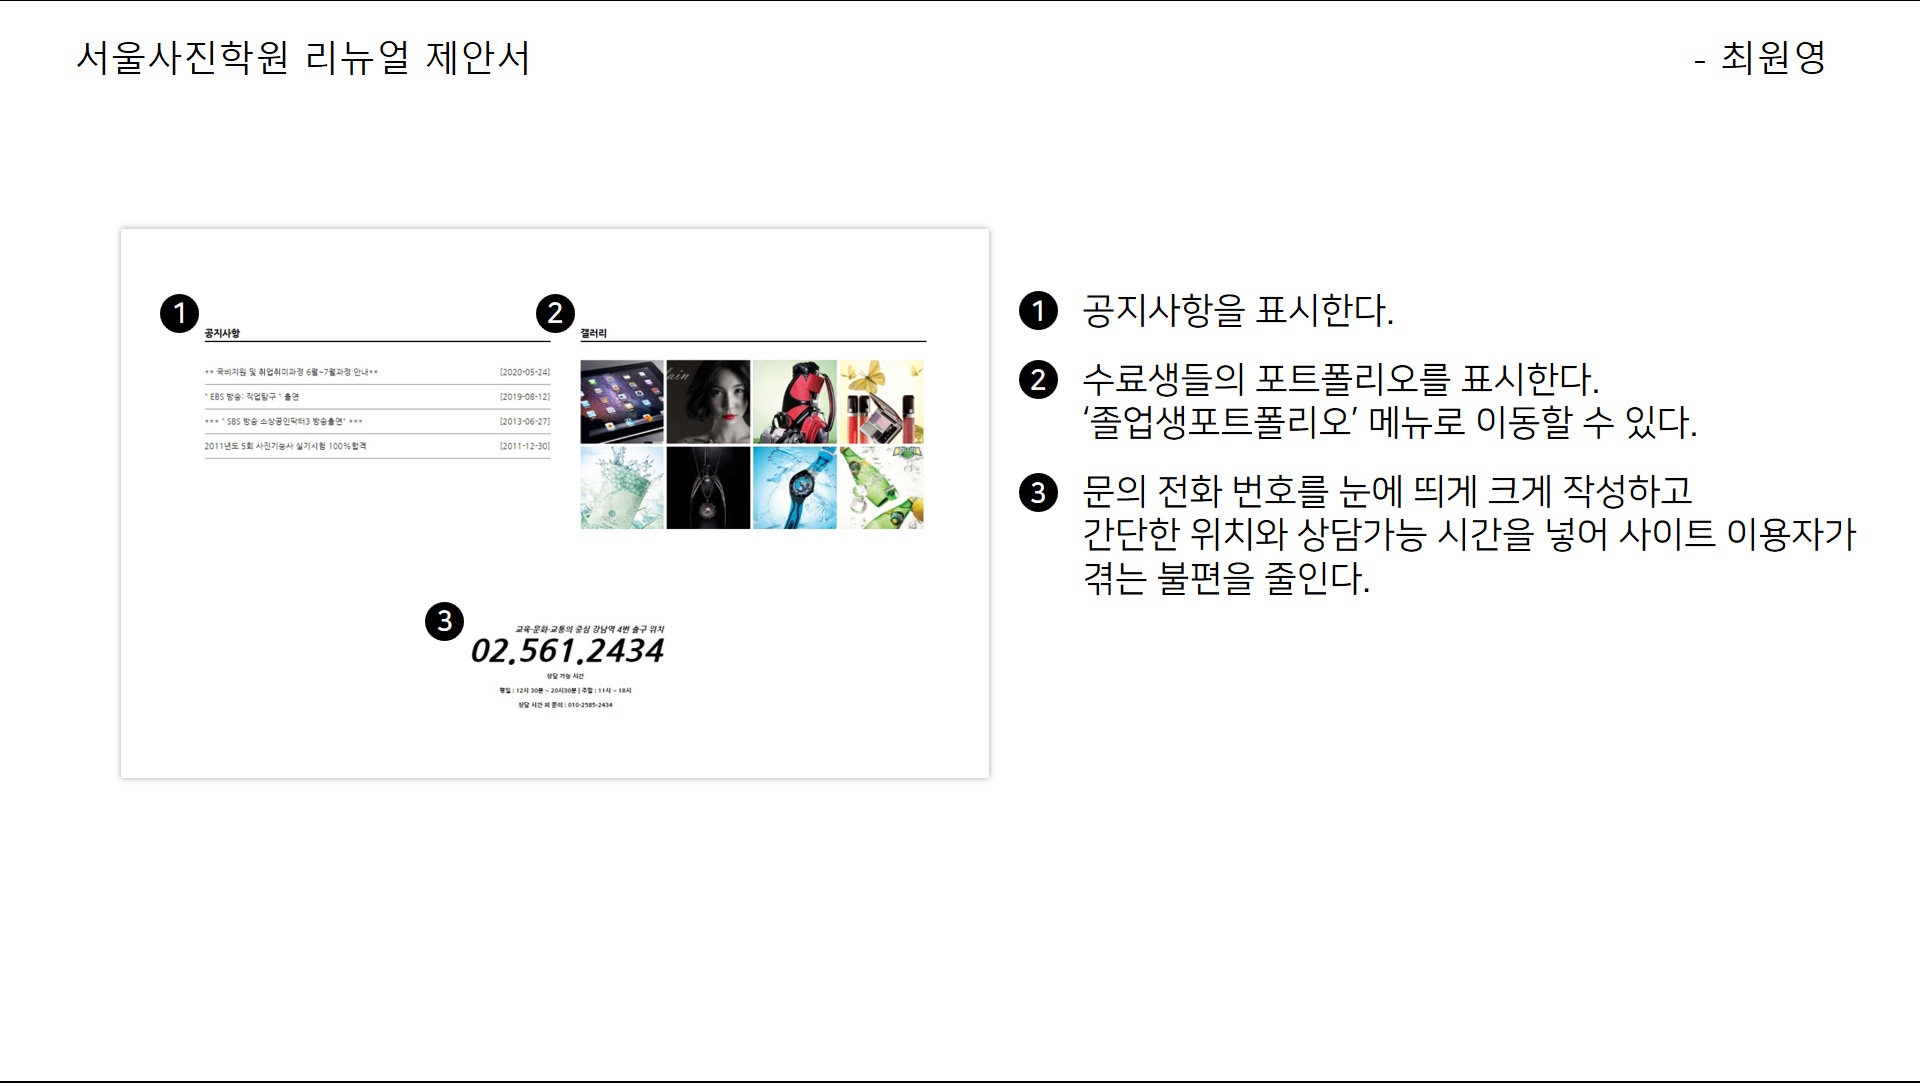 서울사진학원 리뉴얼 제안서
- 최원영
1
공지사항
** 국비지원 및 취업취미과정 6월~7월과정 안내** [2020-05-24]
" EBS 방송: 직업탐구 " 출연 [2019-08-12]
*** " SBS 방송 소상공인닥터3 방송출연" *** [2013-06-27]
2011년도 5회 사진기능사 실기시험 100%합격 [2011-12-30]
2
갤러리
ain
3
교육·문화·교통의 중심 강남역 4번 출구 위치
02.561.2434
상담 가능 시간
평일 : 12시 30분 ~ 20시30분 | 주말 : 11시 ~ 18시
상담 시간 외 문의 : 010-2585-2434
1 공지사항을 표시한다.
2 수료생들의 포트폴리오를 표시한다.
‘졸업생포트폴리오’ 메뉴로 이동할 수 있다.
3 문의 전화 번호를 눈에 띄게 크게 작성하고
간단한 위치와 상담가능 시간을 넣어 사이트 이용자가
겪는 불편을 줄인다.